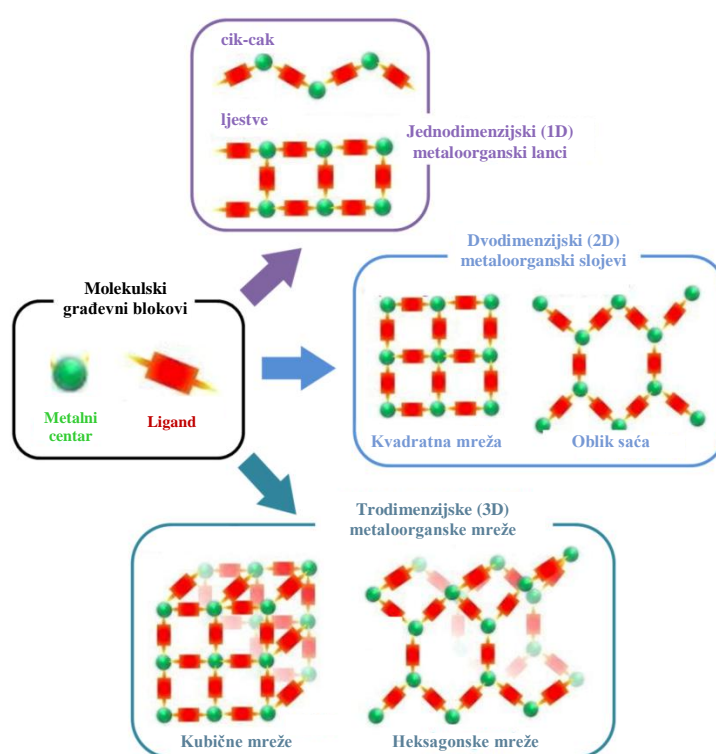 cik-cak
ljestve
Jednodimenzijski (1D)
metaloorganski lanci
Dvodimenzijski (2D)
metaloorganski slojevi
Molekulski
građevni blokovi
Metalni
centar
Ligand
Kvadratna mreža
Oblik saća
Trodimenzijske (3D)
metaloorganske mreže
Kubične mreže
Heksagonske mreže